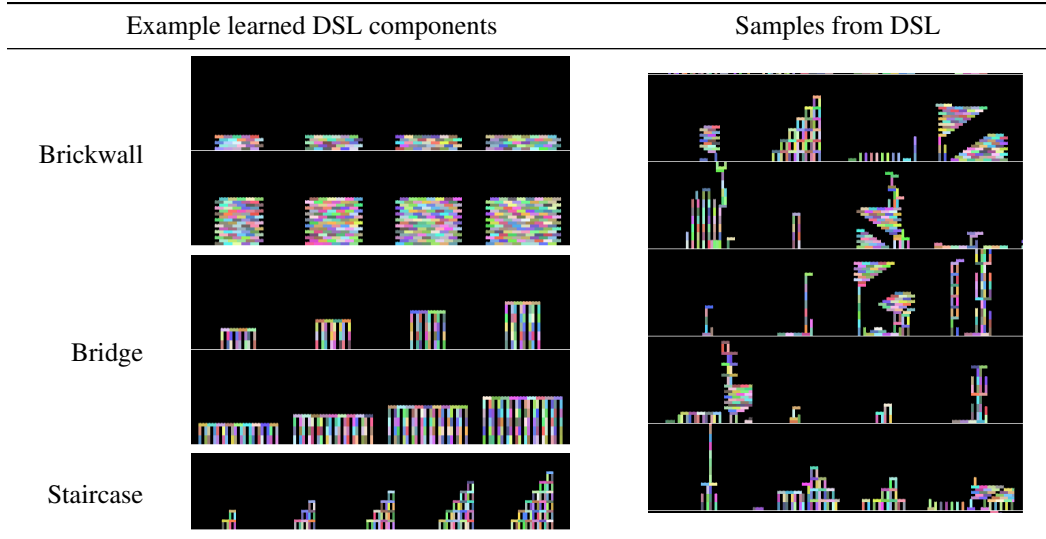 Example learned DSL components
Samples from DSL
Brickwall
Bridge
Staircase